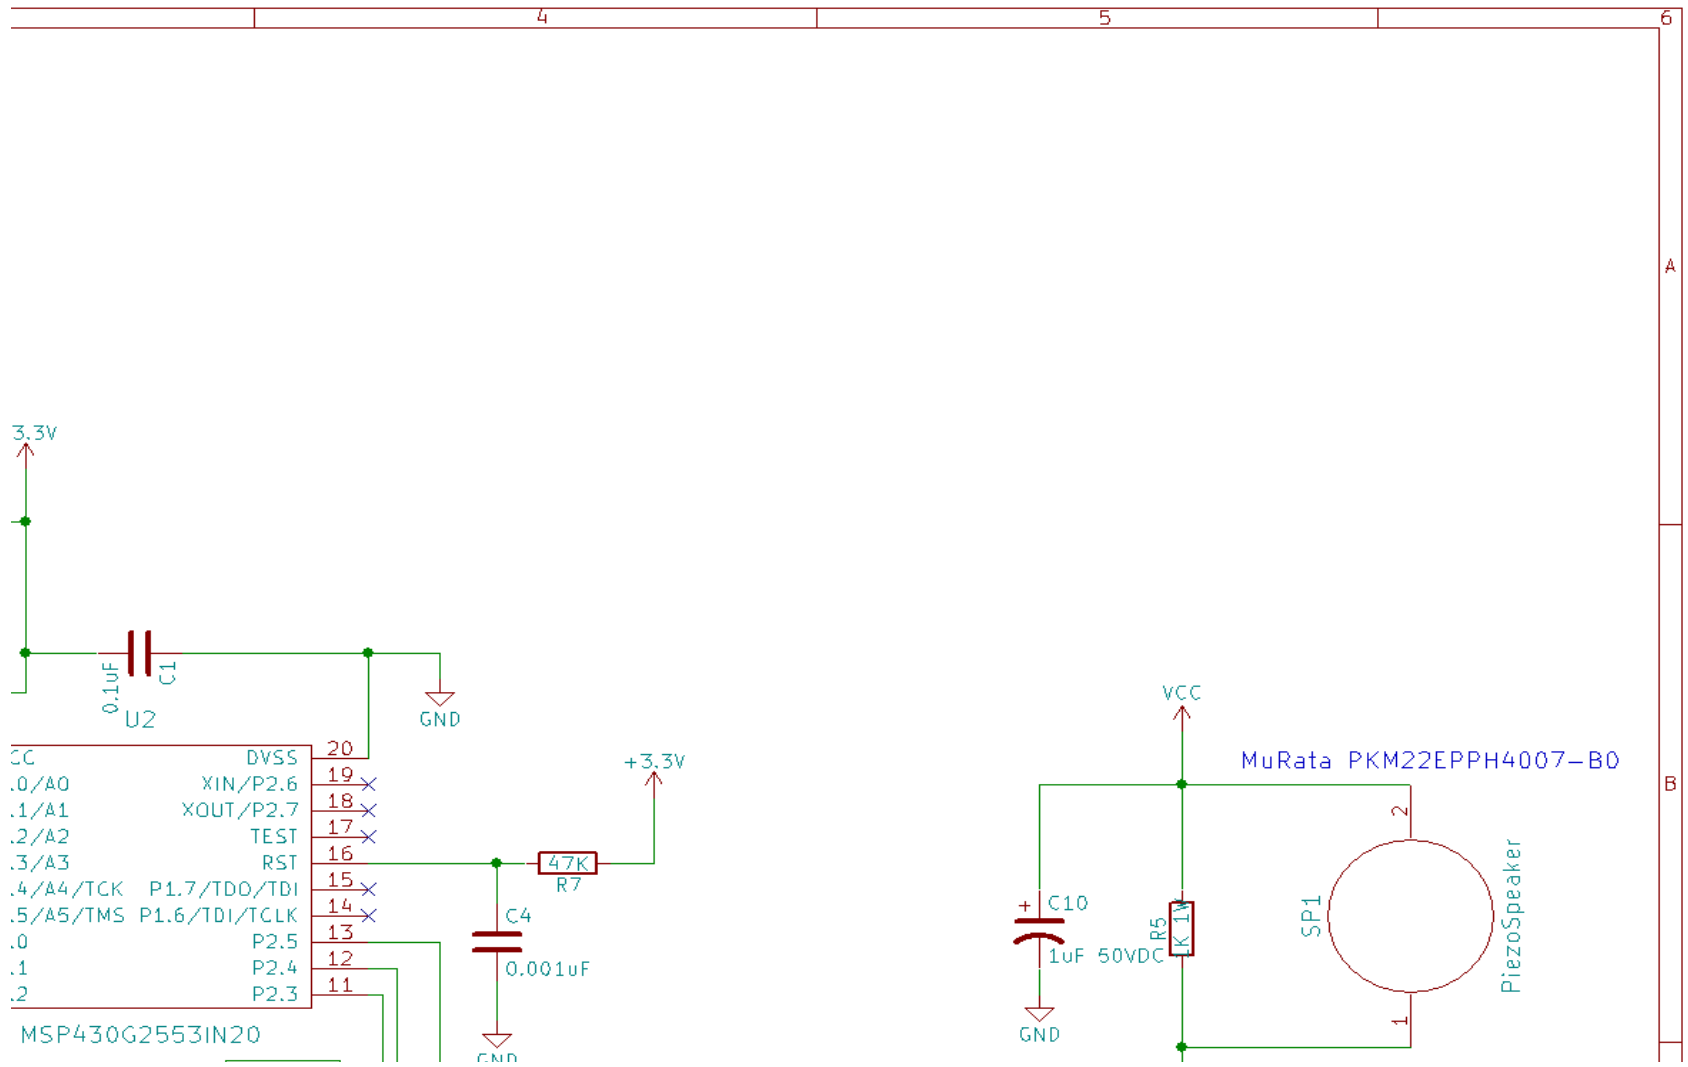 4
5
6
A
3.3V
0.1uF
C1
U2
GND
VCC
+3.3V
MuRata PKM22EPPH4007-B0
B
CC
DVSS
20
.0/A0
XIN/P2.6
19
.1/A1
XOUT/P2.7
18
.2/A2
TEST
17
.3/A3
RST
16
47K
R7
.4/A4/TCK
P1.7/TDO/TDI
15
.5/A5/TMS
P1.6/TDI/TCLK
14
.0
P2.5
13
.1
P2.4
12
.2
P2.3
11
MSP430G2553IN20
C4
0.001uF
GND
+
C10
1uF 50VDC
GND
R5
1K 1W
2
SP1
PiezoSpeaker
1